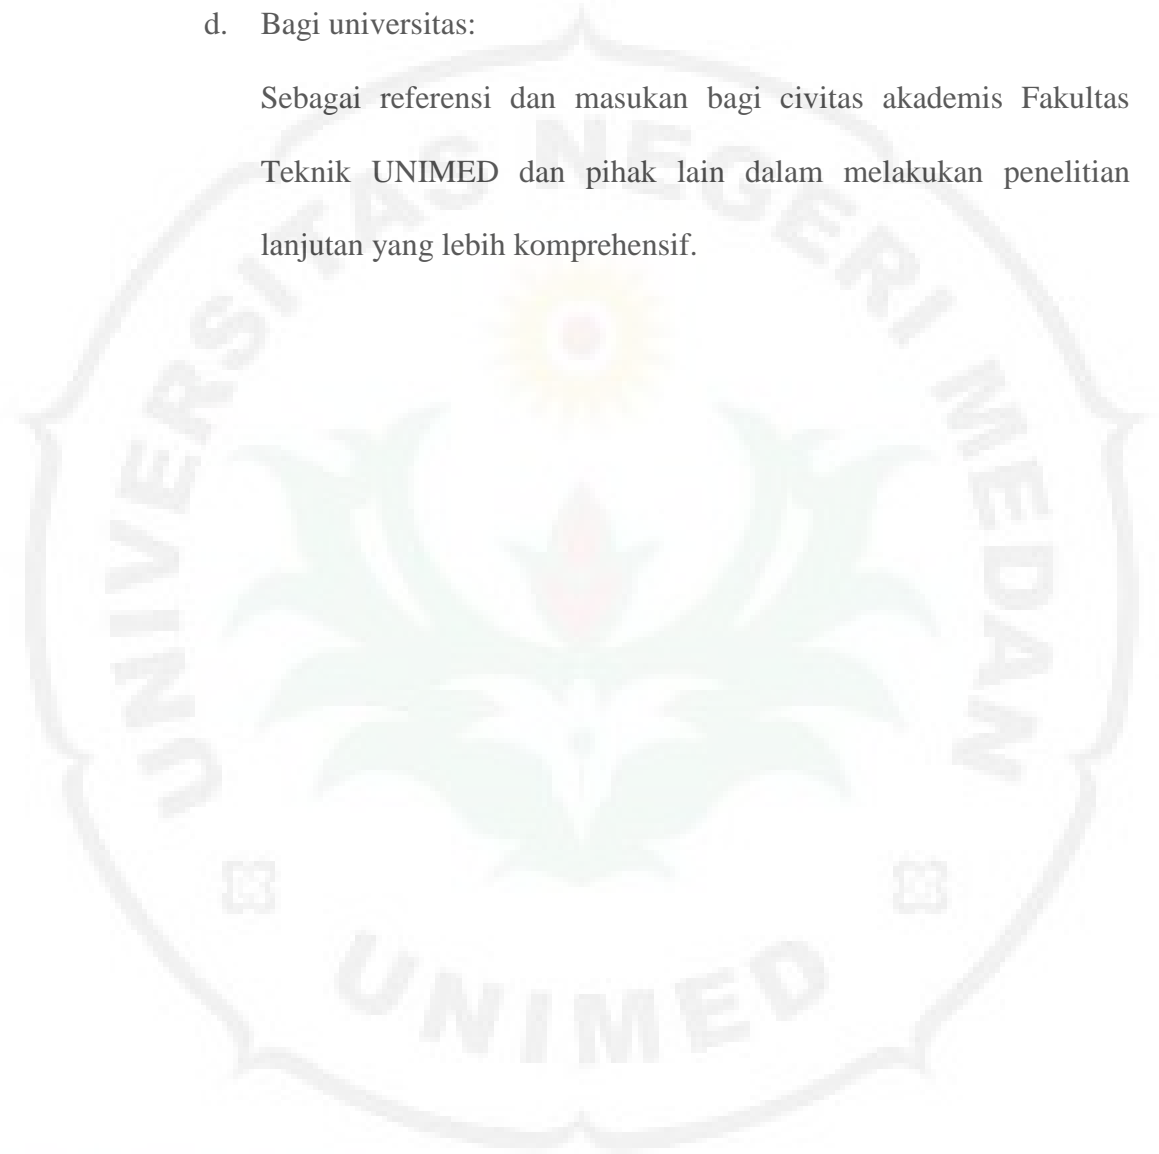 d. Bagi universitas:
Sebagai referensi dan masukan bagi civitas akademis Fakultas
Teknik UNIMED dan pihak lain dalam melakukan penelitian
lanjutan yang lebih komprehensif.
UNIVERSITAS NEGERI MEDAN
UNIMED